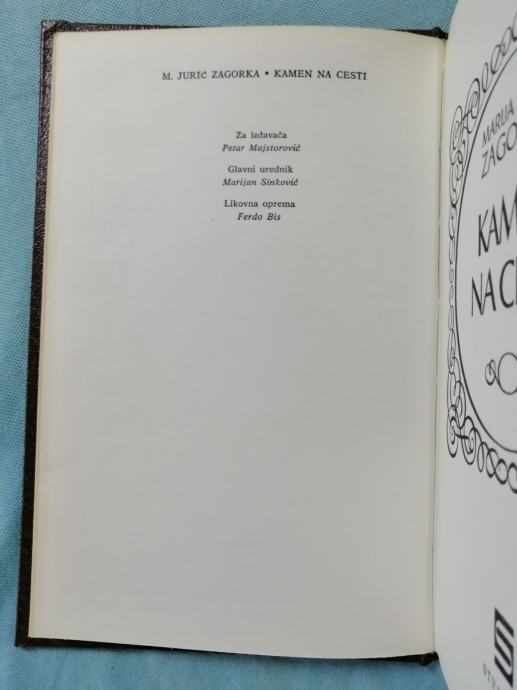 M. JURIĆ ZAGORKA • KAMEN NA CESTI
Za izdavača
Petar Majstorović
Glavni urednik
Marijan Sinković
Likovna oprema
Ferdo Bis
MARIJA
ZAGO
KAM
NA C
STV